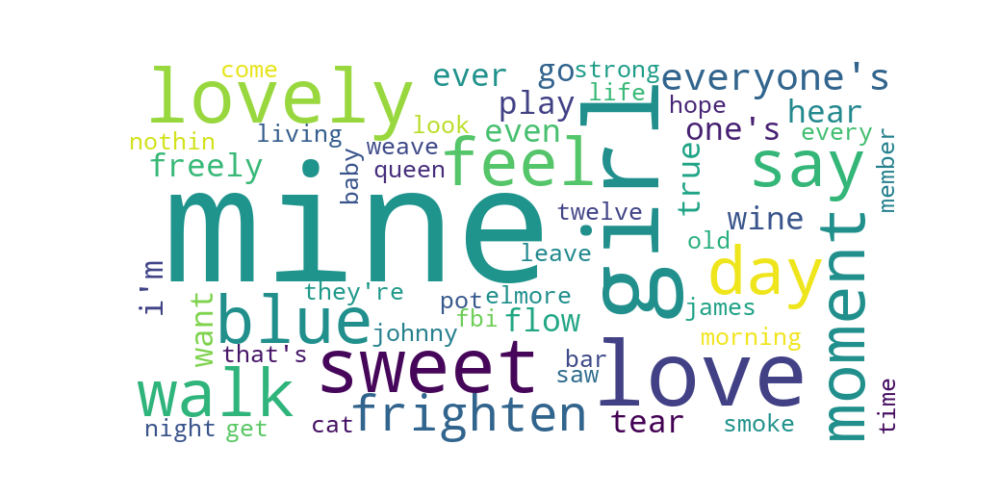 come
lovely
ever
go
strong
everyone's
life
play
hope
hear
nothin
living
look
even
one's
every
freely
weave
feel
say
baby
queen
girl
true
member
mine
twelve
wine
moment
leave
old
day
i'm
they're
pot
elmore
james
want
blue
johnny
fbi
flow
morning
that's
sweet
bar
love
saw
walk
time
frighten
night
get
cat
tear
smoke